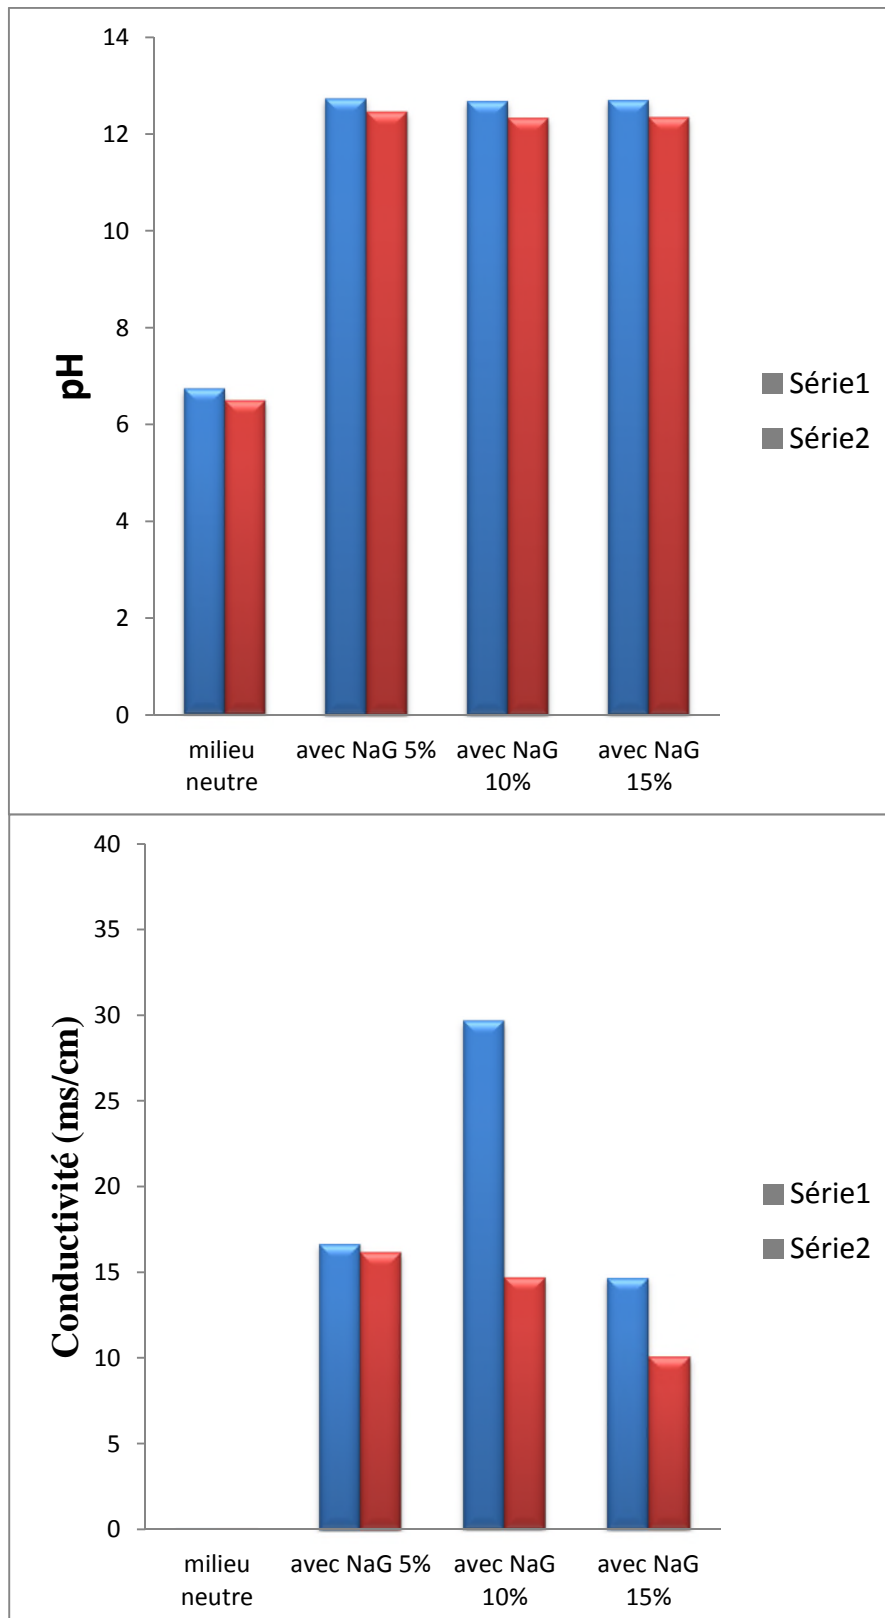 14
12
10
8
6
4
2
0
pH
milieu
neutre
avec NaG 5%
avec NaG
10%
avec NaG
15%
Série1
Série2
40
35
30
25
20
15
10
5
0
Conductivité (ms/cm)
milieu
neutre
avec NaG 5%
avec NaG
10%
avec NaG
15%
Série1
Série2